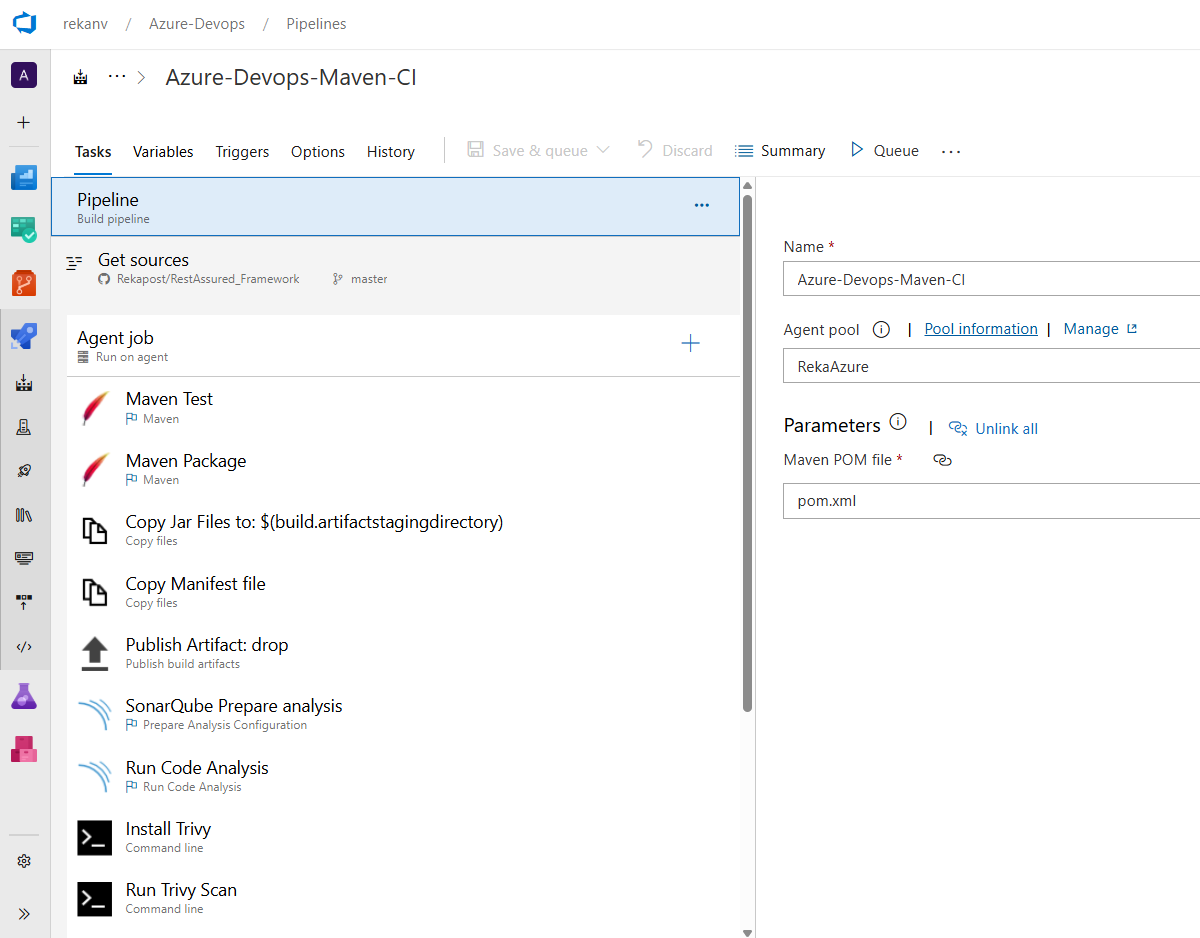 rekanv / Azure-Devops / Pipelines
A
··· > Azure-Devops-Maven-CI
Tasks Variables Triggers Options History Save & queue Discard Summary Queue ...
Pipeline
Build pipeline
...
Get sources
Rekapost/RestAssured_Framework master
Agent job
Run on agent
Maven Test
Maven
Maven Package
Maven
Copy Jar Files to: $(build.artifactstagingdirectory)
Copy files
Copy Manifest file
Copy files
Publish Artifact: drop
Publish build artifacts
SonarQube Prepare analysis
Prepare Analysis Configuration
Run Code Analysis
Run Code Analysis
Install Trivy
Command line
Run Trivy Scan
Command line
Name *
Azure-Devops-Maven-CI
Agent pool | Pool information | Manage
RekaAzure
Parameters | Unlink all
Maven POM file *
pom.xml